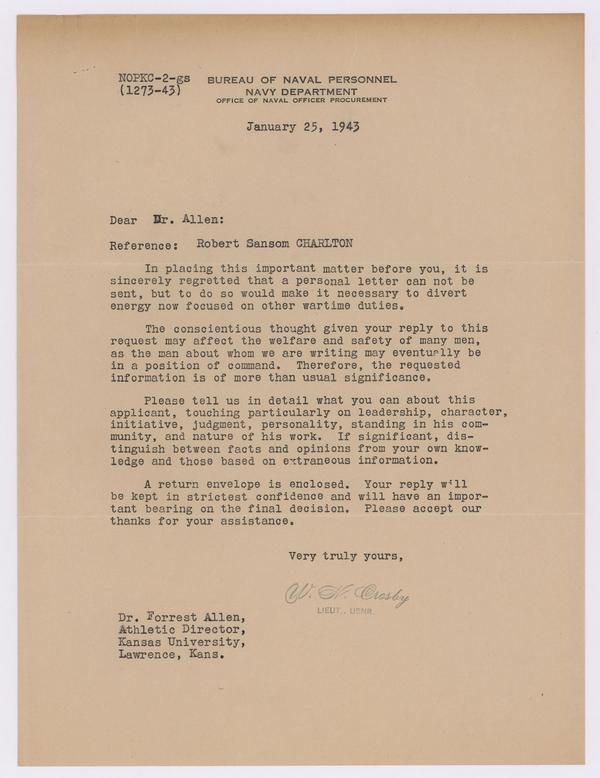 NOPKC-2-gs
(1273-43)
BUREAU OF NAVAL PERSONNEL
NAVY DEPARTMENT
OFFICE OF NAVAL OFFICER PROCUREMENT
January 25, 1943
Dear Dr. Allen:
Reference: Robert Sansom CHARLTON
In placing this important matter before you, it is
sincerely regretted that a personal letter can not be
sent, but to do so would make it necessary to divert
energy now focused on other wartime duties.
The conscientious thought given your reply to this
request may affect the welfare and safety of many men,
as the man about whom we are writing may eventually be
in a position of command. Therefore, the requested
information is of more than usual significance.
Please tell us in detail what you can about this
applicant, touching particularly on leadership, character,
initiative, judgment, personality, standing in his com-
munity, and nature of his work. If significant, dis-
tinguish between facts and opinions from your own know-
ledge and those based on extraneous information.
A return envelope is enclosed. Your reply will
be kept in strictest confidence and will have an impor-
tant bearing on the final decision. Please accept our
thanks for your assistance.
Very truly yours,
W. N. Crosby
LIEUT., USNR.
Dr. Forrest Allen,
Athletic Director,
Kansas University,
Lawrence, Kans.